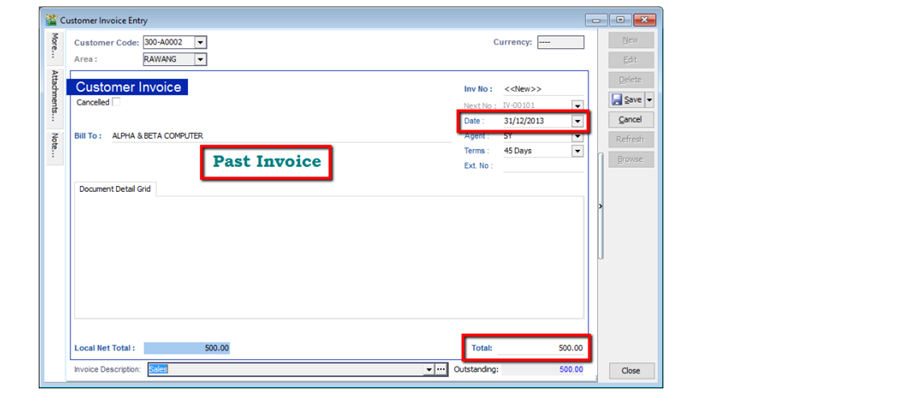 Customer Invoice Entry
More...
Attachments...
Note...
Customer Code: 300-A0002
Currency: ----
Area : RAWANG
Customer Invoice
Cancelled
Inv No : <<New>>
Next No : IV-00101
Date : 31/12/2013
Bill To : ALPHA & BETA COMPUTER
Agent : SY
Terms : 45 Days
Ext. No :
Past Invoice
Document Detail Grid
Local Net Total : 500.00
Total: 500.00
Invoice Description: Sales
Outstanding: 500.00
New
Edit
Delete
Save
Cancel
Refresh
Browse
Close